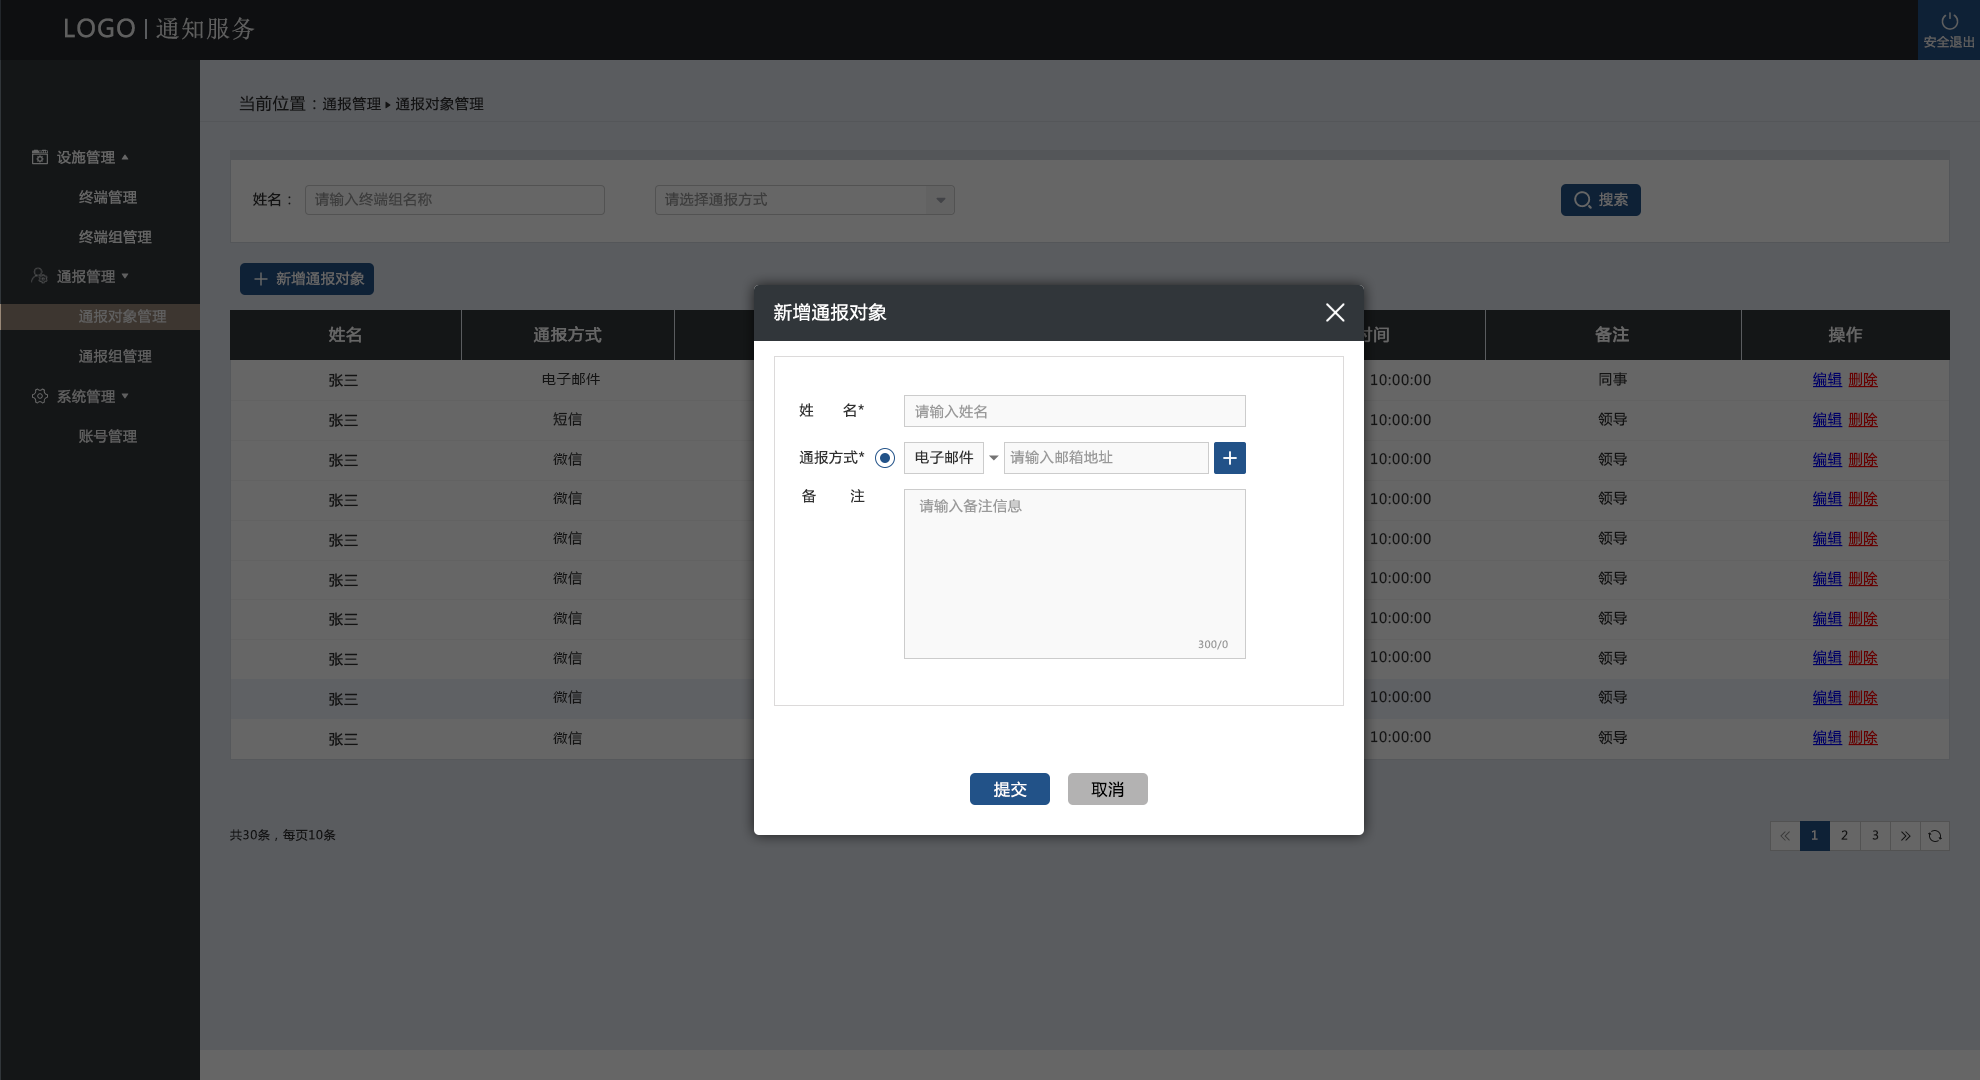 LOGO | 通知服务
安全退出
当前位置：通报管理 ▸ 通报对象管理
设施管理
终端管理
终端组管理
通报管理
通报对象管理
通报组管理
系统管理
账号管理
姓名： 请输入终端组名称 请选择通报方式 搜索
新增通报对象
姓名 通报方式 时间 备注 操作
张三 电子邮件 10:00:00 同事 编辑 删除
张三 短信 10:00:00 领导 编辑 删除
张三 微信 10:00:00 领导 编辑 删除
张三 微信 10:00:00 领导 编辑 删除
张三 微信 10:00:00 领导 编辑 删除
张三 微信 10:00:00 领导 编辑 删除
张三 微信 10:00:00 领导 编辑 删除
张三 微信 10:00:00 领导 编辑 删除
张三 微信 10:00:00 领导 编辑 删除
张三 微信 10:00:00 领导 编辑 删除
共30条，每页10条
« 1 2 3 »
新增通报对象
姓 名* 请输入姓名
通报方式* 电子邮件 请输入邮箱地址
备 注 请输入备注信息
300/0
提交 取消